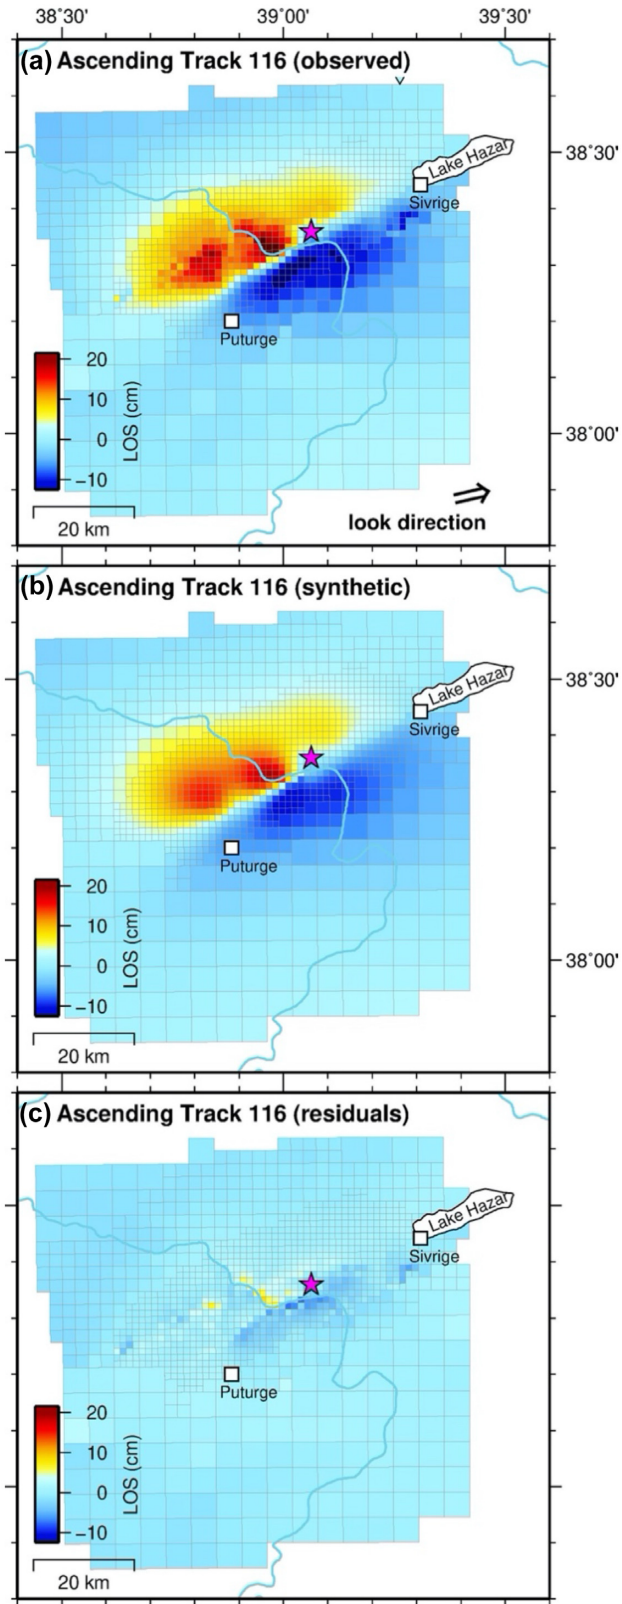 38°30' 39°00' 39°30'
(a) Ascending Track 116 (observed)
38°30'
Lake Hazar
Sivrige
Puturge
20
10
0
−10
LOS (cm)
38°00'
20 km
look direction
(b) Ascending Track 116 (synthetic)
38°30'
Lake Hazar
Sivrige
Puturge
20
10
0
−10
LOS (cm)
38°00'
20 km
(c) Ascending Track 116 (residuals)
Lake Hazar
Sivrige
Puturge
20
10
0
−10
LOS (cm)
20 km